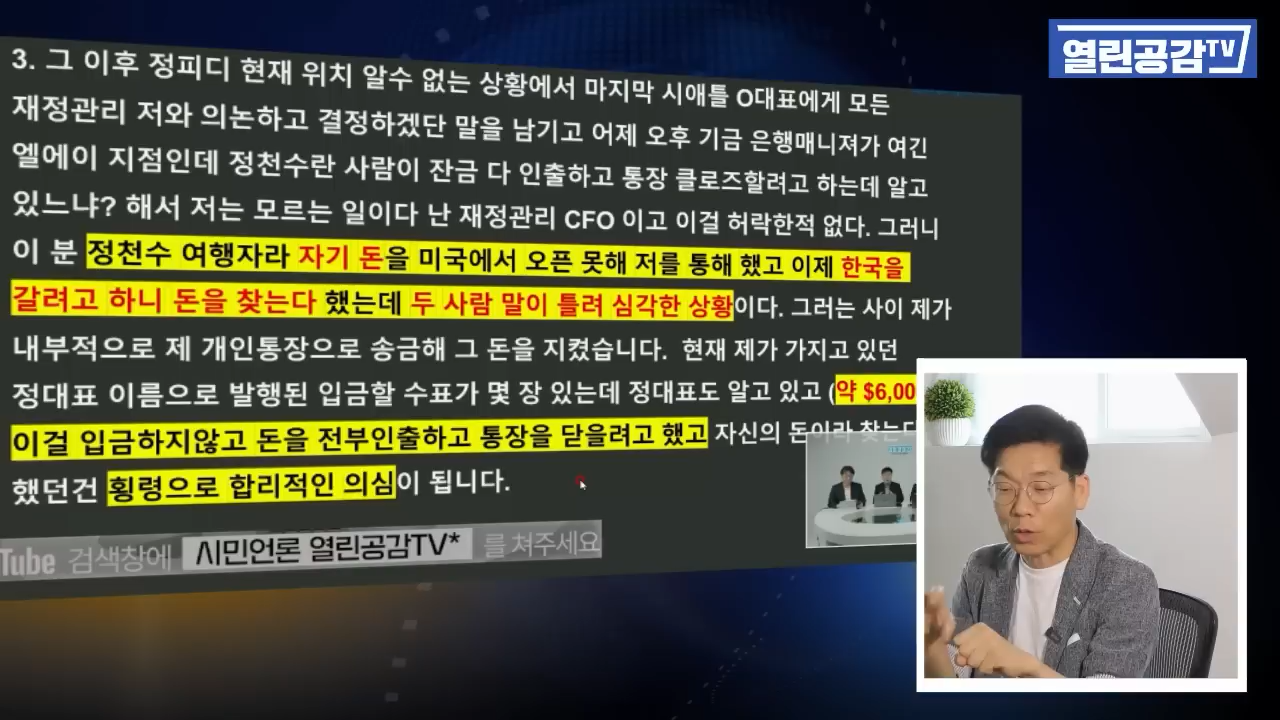 열린공감TV
3. 그 이후 정피디 현재 위치 알수 없는 상황에서 마지막 시애틀 O대표에게 모든
재정관리 저와 의논하고 결정하겠단 말을 남기고 어제 오후 기금 은행매니져가 여긴
엘에이 지점인데 정천수란 사람이 잔금 다 인출하고 통장 클로즈할려고 하는데 알고
있느냐? 해서 저는 모르는 일이다 난 재정관리 CFO 이고 이걸 허락한적 없다. 그러니
이 분 정천수 여행자라 자기 돈을 미국에서 오픈 못해 저를 통해 했고 이제 한국을
갈려고 하니 돈을 찾는다 했는데 두 사람 말이 틀려 심각한 상황이다. 그러는 사이 제가
내부적으로 제 개인통장으로 송금해 그 돈을 지켰습니다. 현재 제가 가지고 있던
정대표 이름으로 발행된 입금할 수표가 몇 장 있는데 정대표도 알고 있고 (약 $6,00
이걸 입금하지않고 돈을 전부인출하고 통장을 닫을려고 했고 자신의 돈이라 찾는다
했던건 횡령으로 합리적인 의심이 됩니다.
Tube 검색창에 시민언론 열린공감TV* 를 쳐주세요